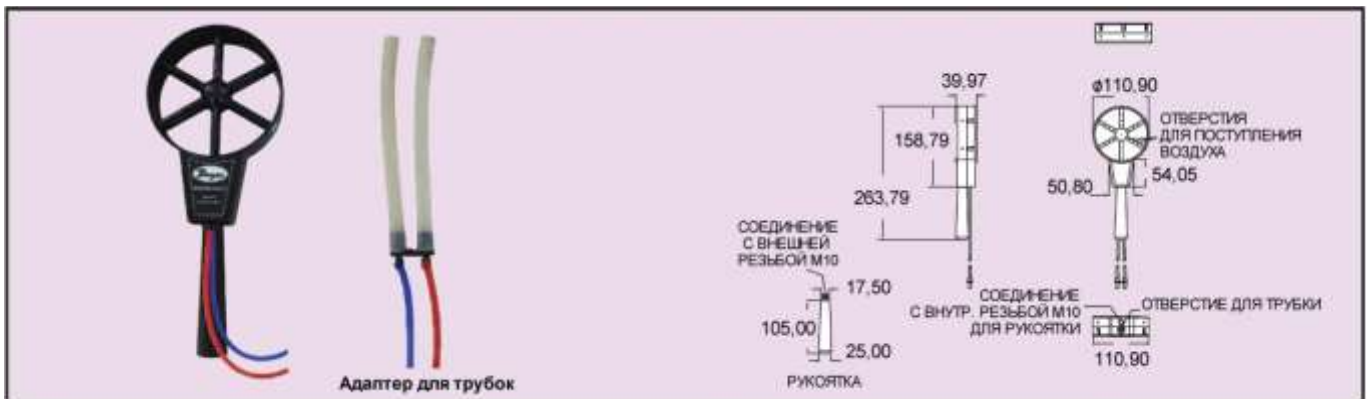 Адаптер для трубок
39,97
158,79
263,79
ø110,90
ОТВЕРСТИЯ
ДЛЯ ПОСТУПЛЕНИЯ
ВОЗДУХА
54,05
50,80
СОЕДИНЕНИЕ
С ВНЕШНЕЙ
РЕЗЬБОЙ М10
17,50
105,00
25,00
РУКОЯТКА
СОЕДИНЕНИЕ
С ВНУТР. РЕЗЬБОЙ М10
ДЛЯ РУКОЯТКИ
ОТВЕРСТИЕ ДЛЯ ТРУБКИ
110,90